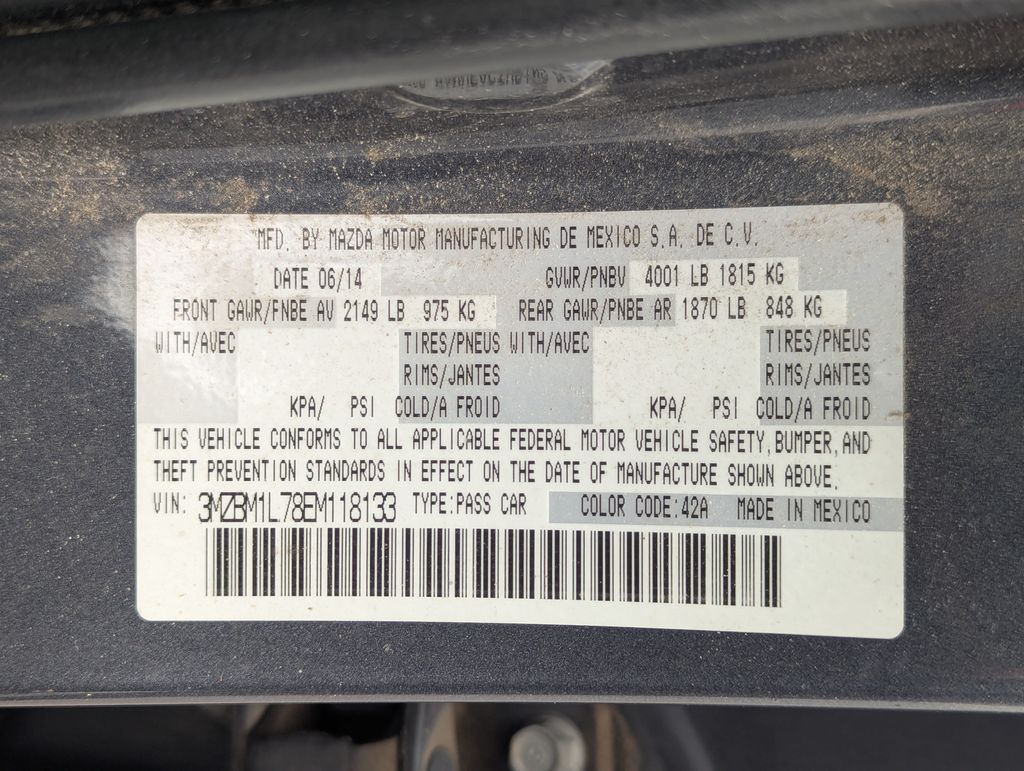 MFD. BY MAZDA MOTOR MANUFACTURING DE MEXICO S.A. DE C.V.
DATE 06/14 GVWR/PNBV 4001 LB 1815 KG
FRONT GAWR/FNBE AV 2149 LB 975 KG REAR GAWR/PNBE AR 1870 LB 848 KG
WITH/AVEC TIRES/PNEUS WITH/AVEC TIRES/PNEUS
RIMS/JANTES RIMS/JANTES
KPA/ PSI COLD/A FROID KPA/ PSI COLD/A FROID
THIS VEHICLE CONFORMS TO ALL APPLICABLE FEDERAL MOTOR VEHICLE SAFETY, BUMPER, AND
THEFT PREVENTION STANDARDS IN EFFECT ON THE DATE OF MANUFACTURE SHOWN ABOVE.
VIN: 3MZBM1L78EM118133 TYPE:PASS CAR COLOR CODE:42A MADE IN MEXICO